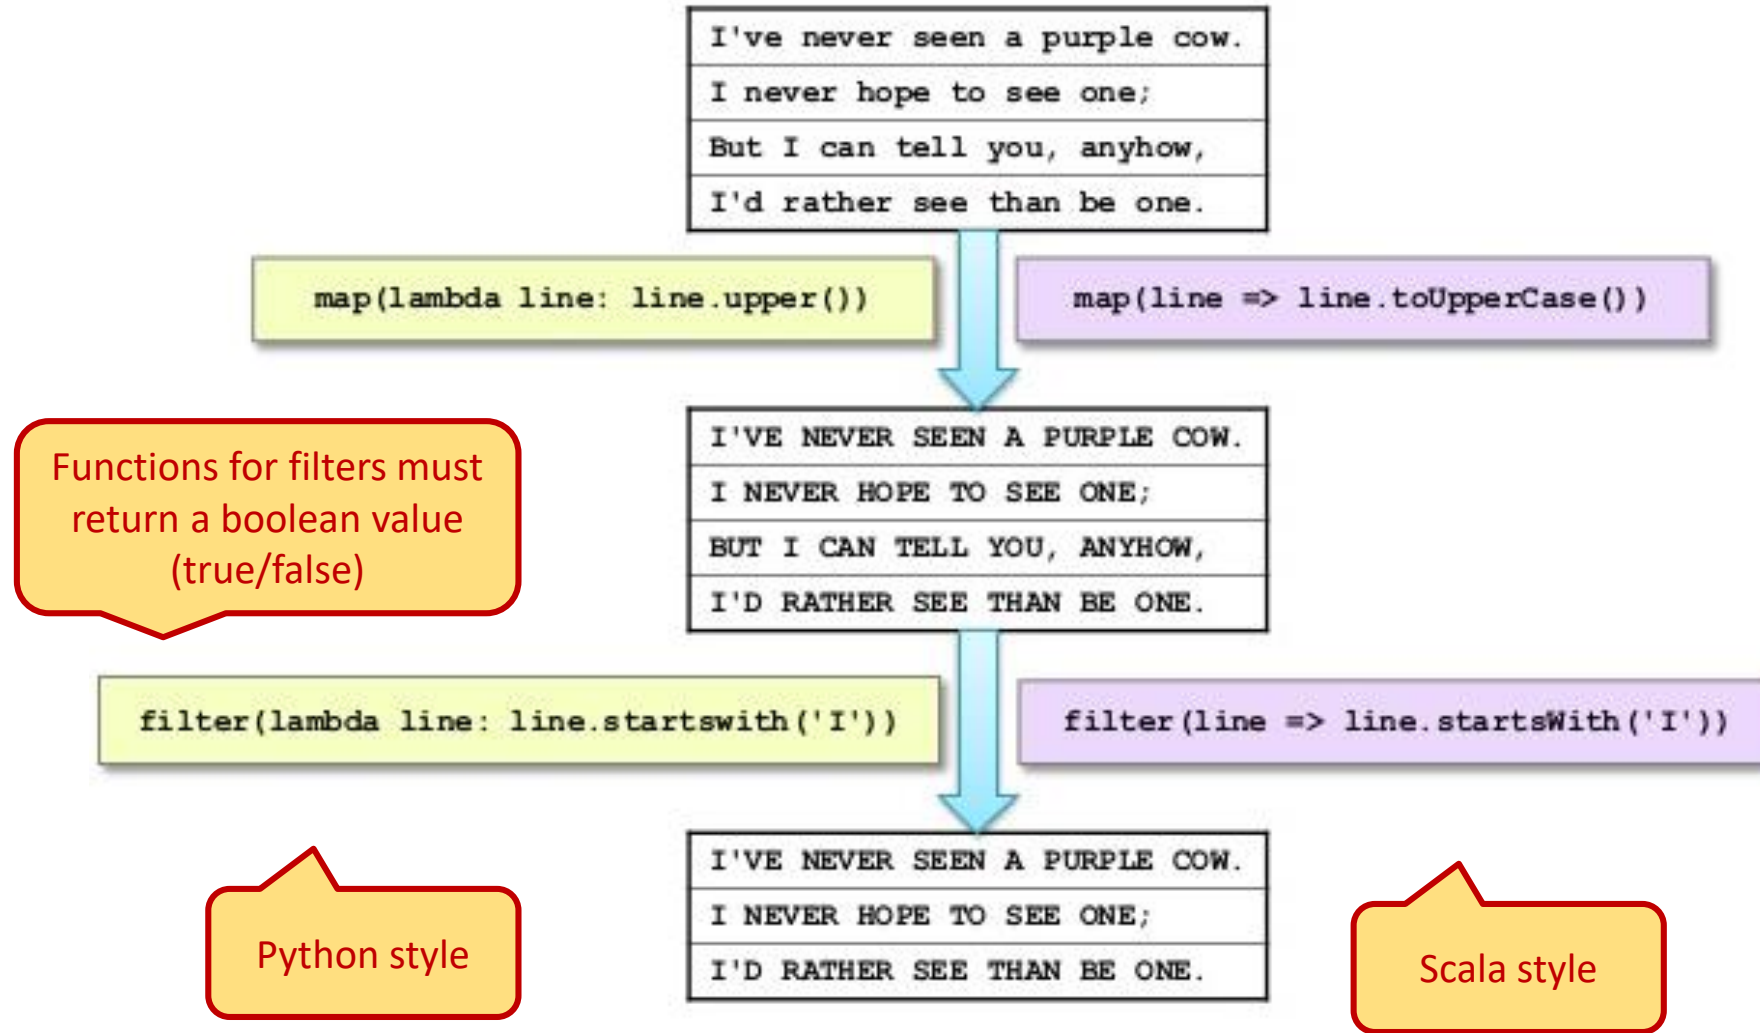 I've never seen a purple cow.
I never hope to see one;
But I can tell you, anyhow,
I'd rather see than be one.
map(lambda line: line.upper())
map(line => line.toUpperCase())
I'VE NEVER SEEN A PURPLE COW.
I NEVER HOPE TO SEE ONE;
BUT I CAN TELL YOU, ANYHOW,
I'D RATHER SEE THAN BE ONE.
Functions for filters must
return a boolean value
(true/false)
filter(lambda line: line.startswith('I'))
filter(line => line.startsWith('I'))
I'VE NEVER SEEN A PURPLE COW.
I NEVER HOPE TO SEE ONE;
I'D RATHER SEE THAN BE ONE.
Python style
Scala style